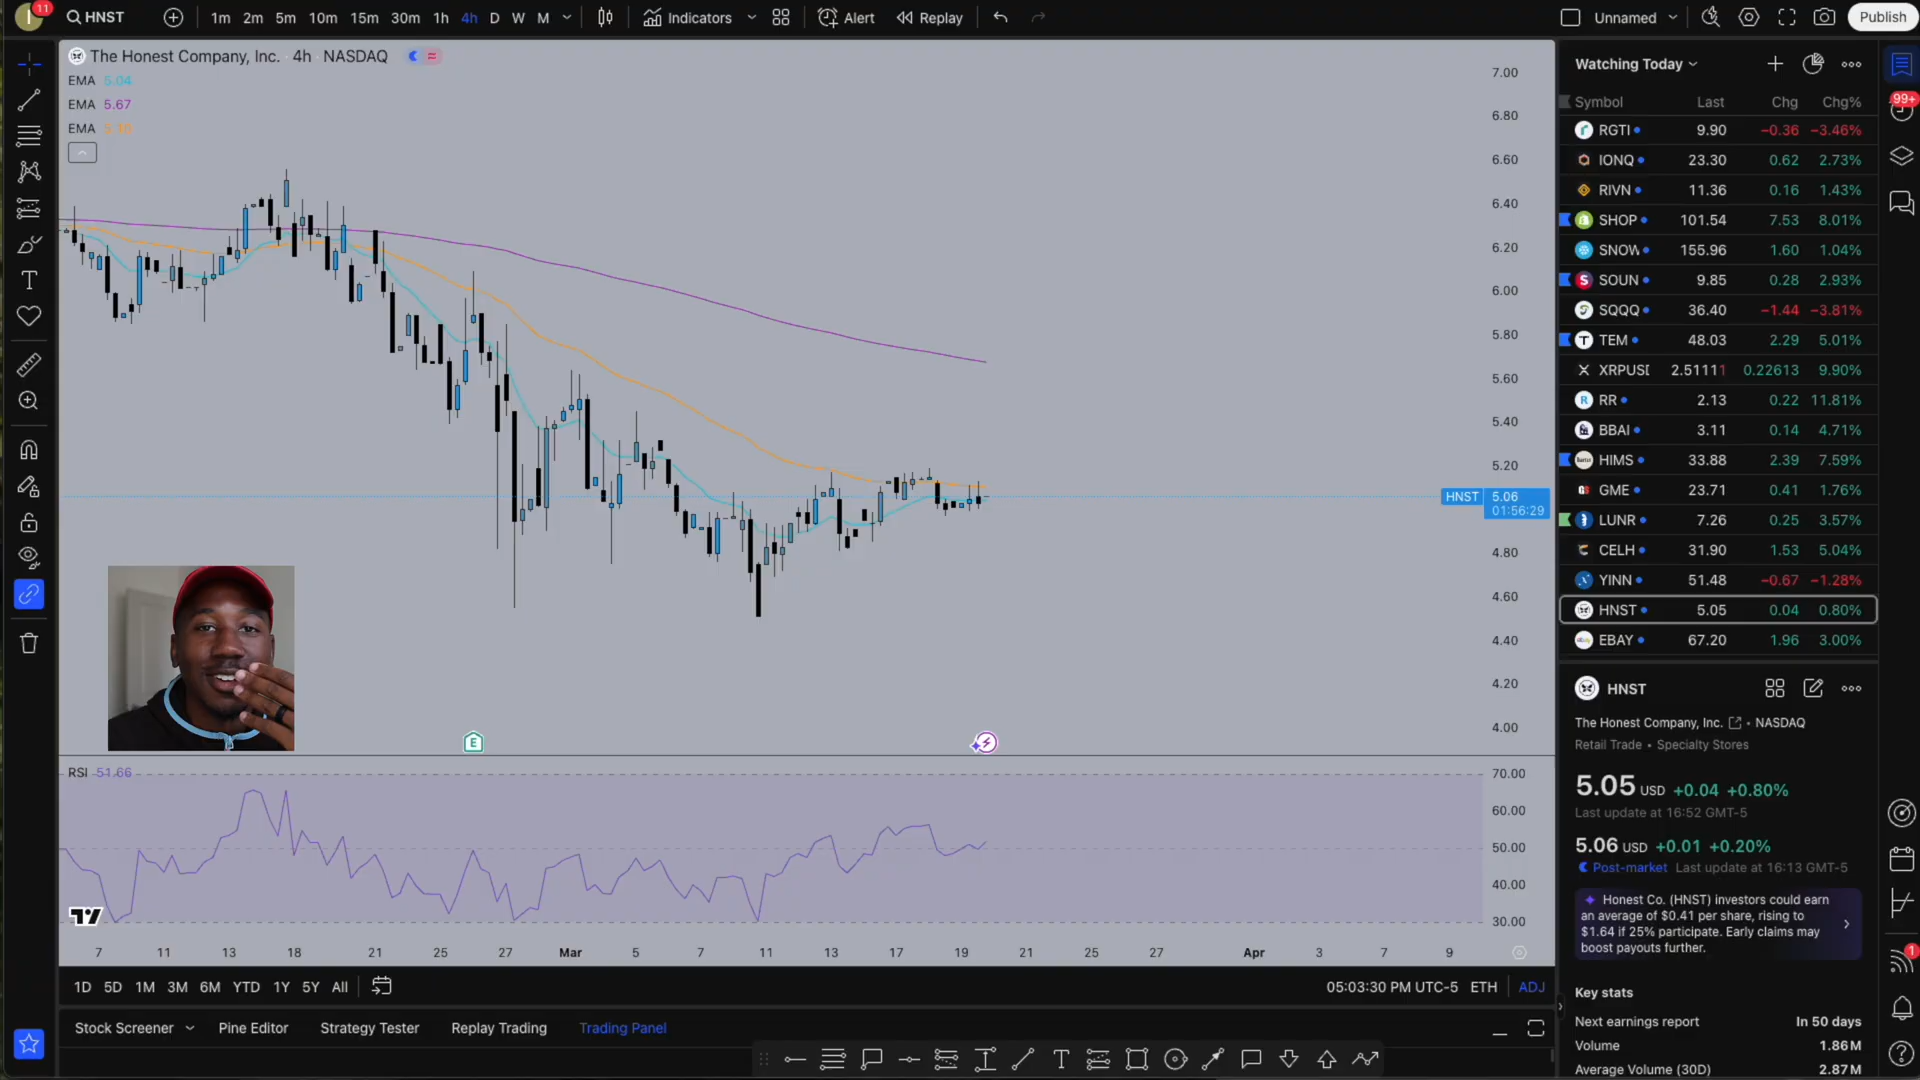 11
HNST
1m 2m 5m 10m 15m 30m 1h 4h D W M
Indicators
Alert
Replay
Unnamed
Publish
The Honest Company, Inc. · 4h · NASDAQ
EMA 5.04
EMA 5.67
EMA
7.00
6.80
6.60
6.40
6.20
6.00
5.80
5.60
5.40
5.20
HNST 5.06
01:56:29
4.80
4.60
4.40
4.20
4.00
E
RSI 51.66
70.00
60.00
50.00
40.00
30.00
7 11 13 18 21 25 27 Mar 5 7 11 13 17 19 21 25 27 Apr 3 7 9
1D 5D 1M 3M 6M YTD 1Y 5Y All
05:03:30 PM UTC-5 ETH ADJ
Stock Screener Pine Editor Strategy Tester Replay Trading Trading Panel
Watching Today
99+
Symbol Last Chg Chg%
RGTI 9.90 −0.36 −3.46%
IONQ 23.30 0.62 2.73%
RIVN 11.36 0.16 1.43%
SHOP 101.54 7.53 8.01%
SNOW 155.96 1.60 1.04%
SOUN 9.85 0.28 2.93%
SQQQ 36.40 −1.44 −3.81%
TEM 48.03 2.29 5.01%
XRPUSD 2.51111 0.22613 9.90%
RR 2.13 0.22 11.81%
BBAI 3.11 0.14 4.71%
HIMS 33.88 2.39 7.59%
GME 23.71 0.41 1.76%
LUNR 7.26 0.25 3.57%
CELH 31.90 1.53 5.04%
YINN 51.48 −0.67 −1.28%
HNST 5.05 0.04 0.80%
EBAY 67.20 1.96 3.00%
HNST
The Honest Company, Inc. • NASDAQ
Retail Trade • Specialty Stores
5.05 USD +0.04 +0.80%
Last update at 16:52 GMT-5
5.06 USD +0.01 +0.20%
Post-market Last update at 16:13 GMT-5
Honest Co. (HNST) investors could earn
an average of $0.41 per share, rising to
$1.64 if 25% participate. Early claims may
boost payouts further.
1
Key stats
Next earnings report In 50 days
Volume 1.86M
Average Volume (30D) 2.87M